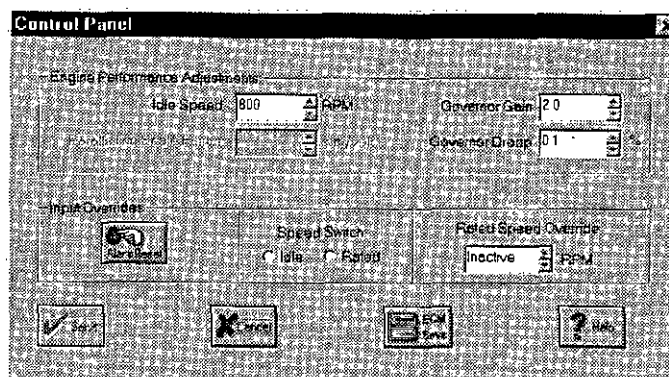 Control Panel
Engine Performance Adjustments
Idle Speed 800 RPM
Governor Gain 2.0
Governor Droop 0.1 %
Input Overrides
Alarm Reset
Speed Switch
Idle Rated
Rated Speed Override
Inactive RPM
Cancel
ECM
Help